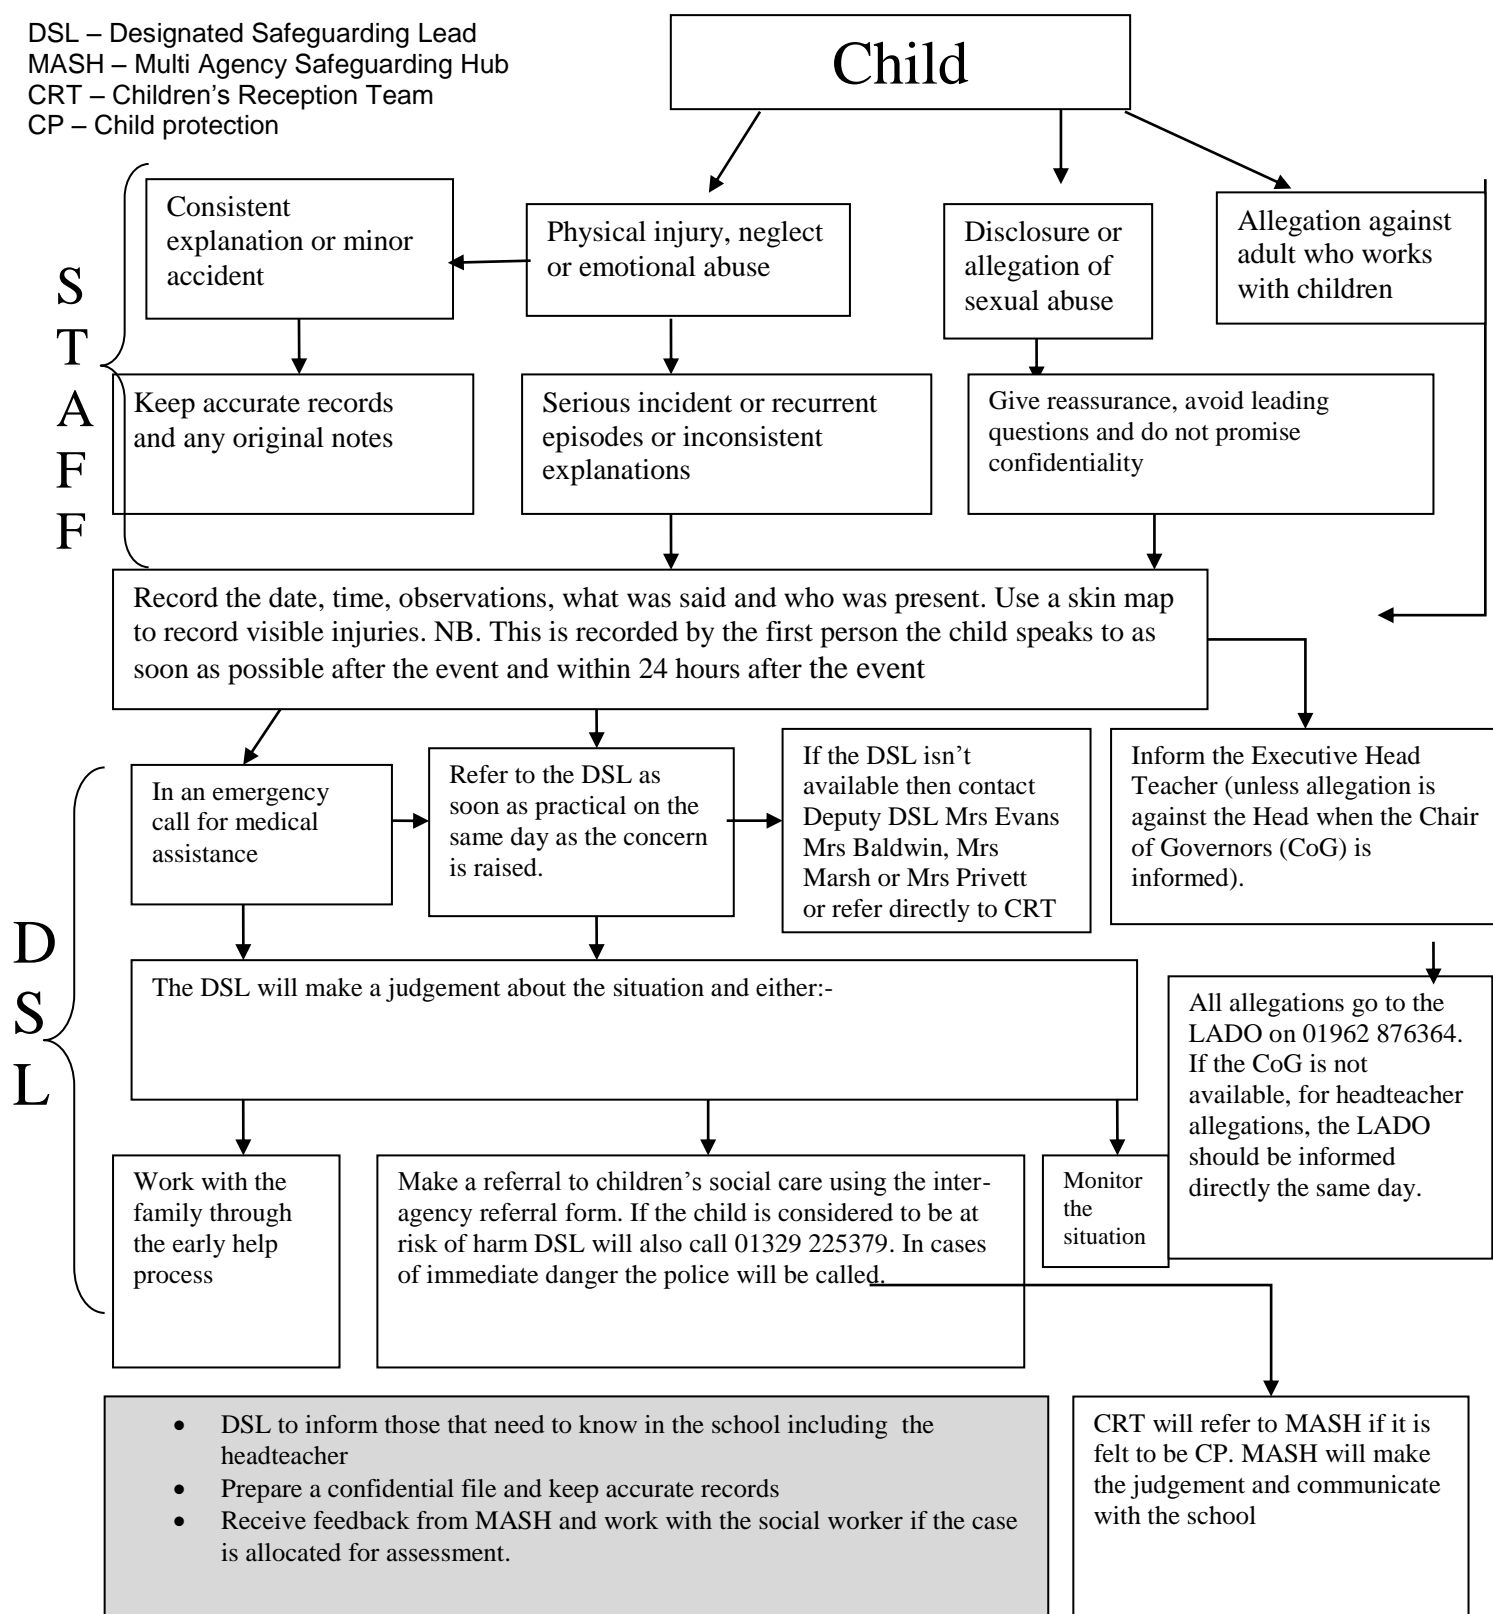 DSL – Designated Safeguarding Lead
MASH – Multi Agency Safeguarding Hub
CRT – Children's Reception Team
CP – Child protection
Child
S
T
A
F
F
Consistent
explanation or minor
accident
Physical injury, neglect
or emotional abuse
Disclosure or
allegation of
sexual abuse
Allegation against
adult who works
with children
Keep accurate records
and any original notes
Serious incident or recurrent
episodes or inconsistent
explanations
Give reassurance, avoid leading
questions and do not promise
confidentiality
Record the date, time, observations, what was said and who was present. Use a skin map
to record visible injuries. NB. This is recorded by the first person the child speaks to as
soon as possible after the event and within 24 hours after the event
D
S
L
In an emergency
call for medical
assistance
Refer to the DSL as
soon as practical on the
same day as the concern
is raised.
If the DSL isn't
available then contact
Deputy DSL Mrs Evans
Mrs Baldwin, Mrs
Marsh or Mrs Privett
or refer directly to CRT
Inform the Executive Head
Teacher (unless allegation is
against the Head when the Chair
of Governors (CoG) is
informed).
The DSL will make a judgement about the situation and either:-
All allegations go to the
LADO on 01962 876364.
If the CoG is not
available, for headteacher
allegations, the LADO
should be informed
directly the same day.
Work with the
family through
the early help
process
Make a referral to children's social care using the inter-
agency referral form. If the child is considered to be at
risk of harm DSL will also call 01329 225379. In cases
of immediate danger the police will be called.
Monitor
the
situation
• DSL to inform those that need to know in the school including the
headteacher
• Prepare a confidential file and keep accurate records
• Receive feedback from MASH and work with the social worker if the case
is allocated for assessment.
CRT will refer to MASH if it is
felt to be CP. MASH will make
the judgement and communicate
with the school